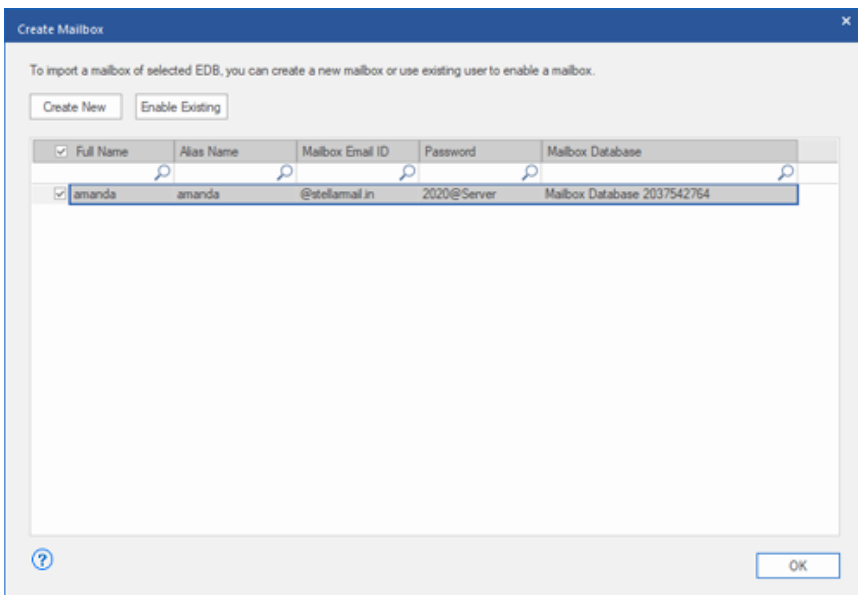 Create Mailbox
To import a mailbox of selected EDB, you can create a new mailbox or use existing user to enable a mailbox.
Create New Enable Existing
Full Name Alias Name Mailbox Email ID Password Mailbox Database
amanda amanda @stellarmail.in 2020@Server Mailbox Database 2037542764
?
OK